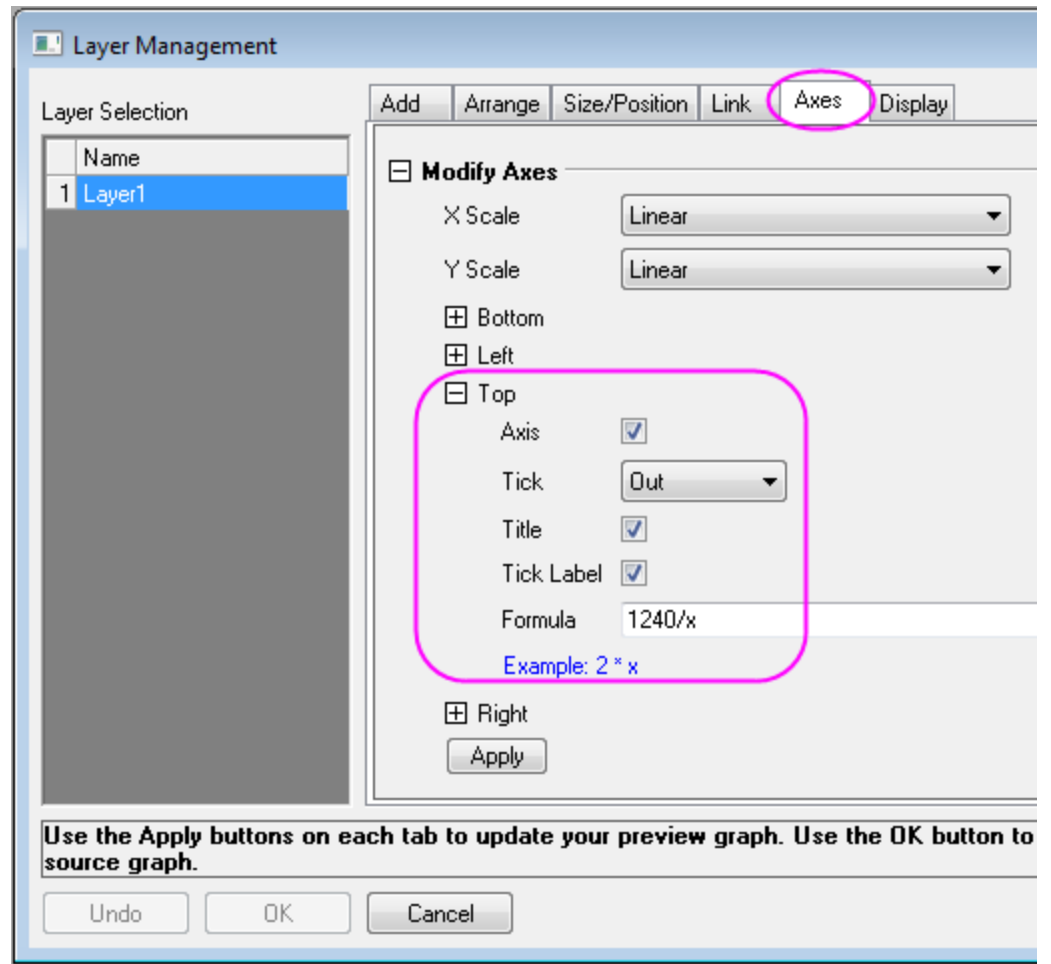 Layer Management
Layer Selection
Name
1 Layer1
Add Arrange Size/Position Link Axes Display
Modify Axes
X Scale Linear
Y Scale Linear
Bottom
Left
Top
Axis
Tick Out
Title
Tick Label
Formula 1240/x
Example: 2 * x
Right
Apply
Use the Apply buttons on each tab to update your preview graph. Use the OK button to
source graph.
Undo OK Cancel